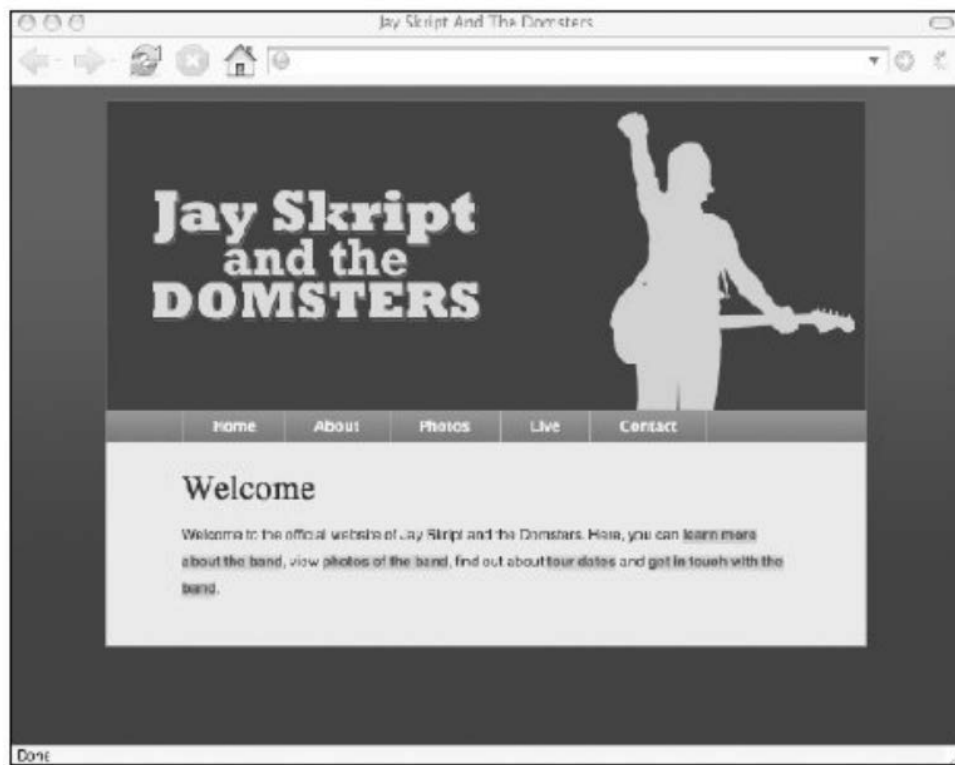 Jay Skript And The Domsters
Jay Skript
and the
DOMSTERS
Home About Photos Live Contact
Welcome
Welcome to the official website of Jay Skript and the Domsters. Here, you can learn more
about the band, view photos of the band, find out about tour dates and get in touch with the
band.
Done